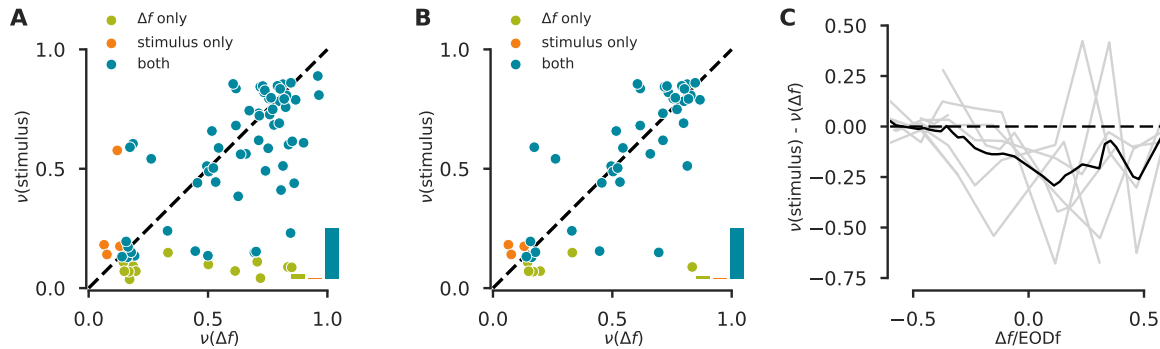 A
Δf only
stimulus only
both
1.0
0.5
0.0
ν(stimulus)
0.0
0.5
1.0
ν(Δf)
B
Δf only
stimulus only
both
1.0
0.5
0.0
ν(stimulus)
0.0
0.5
1.0
ν(Δf)
C
0.50
0.25
0.00
−0.25
−0.50
−0.75
ν(stimulus) - ν(Δf)
−0.5
0.0
0.5
Δf/EODf